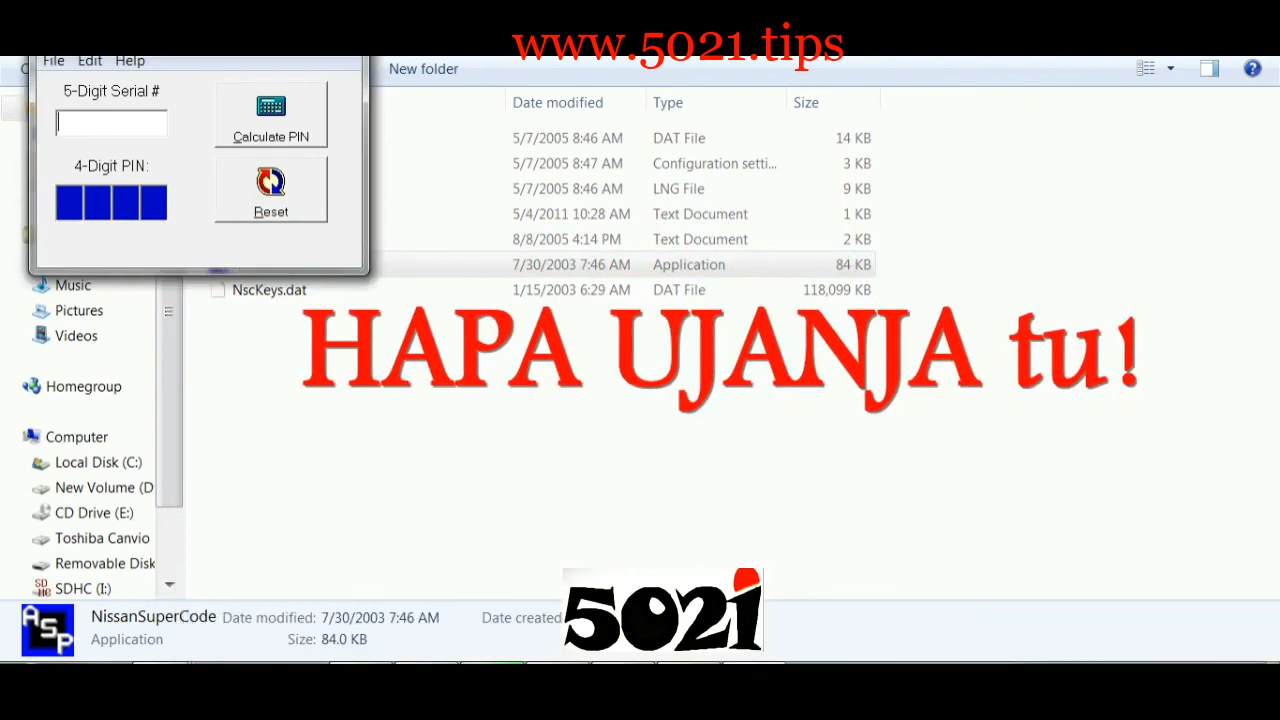 www.5021.tips
File Edit Help
New folder
5-Digit Serial #
Calculate PIN
4-Digit PIN:
Reset
Date modified Type Size
5/7/2005 8:46 AM DAT File 14 KB
5/7/2005 8:47 AM Configuration setti... 3 KB
5/7/2005 8:46 AM LNG File 9 KB
5/4/2011 10:28 AM Text Document 1 KB
8/8/2005 4:14 PM Text Document 2 KB
7/30/2003 7:46 AM Application 84 KB
NscKeys.dat 1/15/2003 6:29 AM DAT File 118,099 KB
HAPA UJANJA tu!
Music
Pictures
Videos
Homegroup
Computer
Local Disk (C:)
New Volume (D
CD Drive (E:)
Toshiba Canvio
Removable Disk
SDHC (I:)
ASP
NissanSuperCode Date modified: 7/30/2003 7:46 AM Date created
Application Size: 84.0 KB
5021